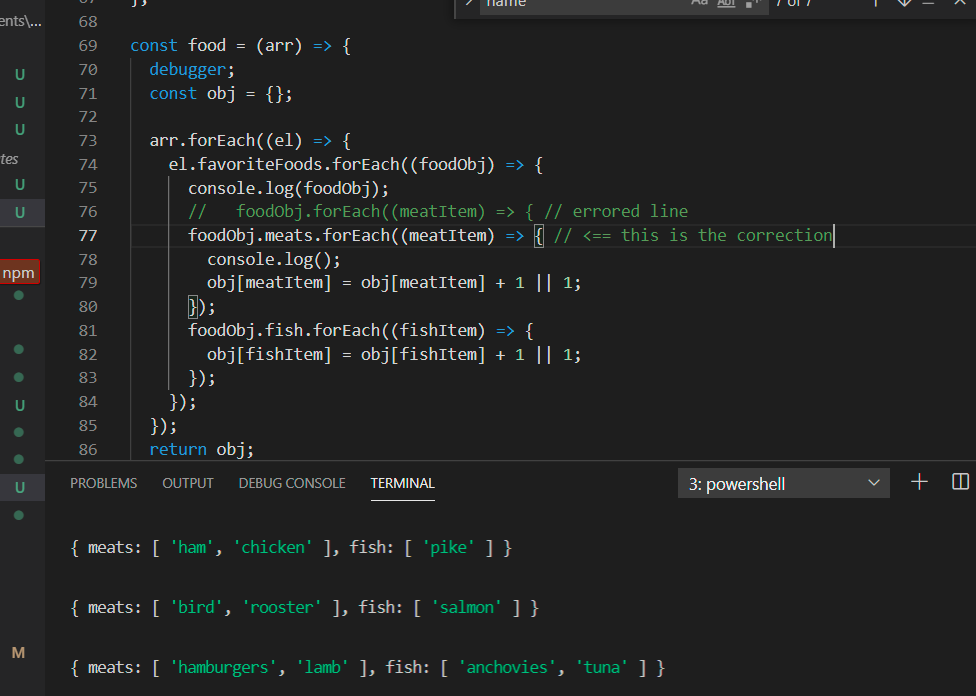 ents\...
name
Aa Abl
7 of 7
68
69 const food = (arr) => {
U 70 debugger;
71 const obj = {};
U
72
U 73 arr.forEach((el) => {
tes 74 el.favoriteFoods.forEach((foodObj) => {
U 75 console.log(foodObj);
U 76 // foodObj.forEach((meatItem) => { // errored line
77 foodObj.meats.forEach((meatItem) => { // <== this is the correction
78 console.log();
npm 79 obj[meatItem] = obj[meatItem] + 1 || 1;
80 });
81 foodObj.fish.forEach((fishItem) => {
82 obj[fishItem] = obj[fishItem] + 1 || 1;
83 });
U 84 });
85 });
86 return obj;
U PROBLEMS OUTPUT DEBUG CONSOLE TERMINAL 3: powershell
{ meats: [ 'ham', 'chicken' ], fish: [ 'pike' ] }
{ meats: [ 'bird', 'rooster' ], fish: [ 'salmon' ] }
M
{ meats: [ 'hamburgers', 'lamb' ], fish: [ 'anchovies', 'tuna' ] }